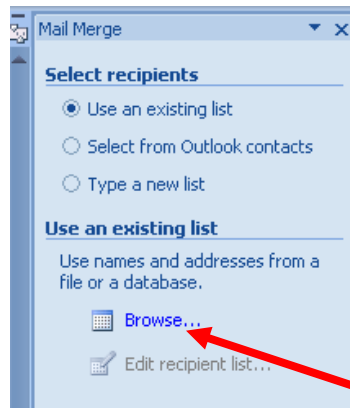 Mail Merge
Select recipients
Use an existing list
Select from Outlook contacts
Type a new list
Use an existing list
Use names and addresses from a
file or a database.
Browse...
Edit recipient list...